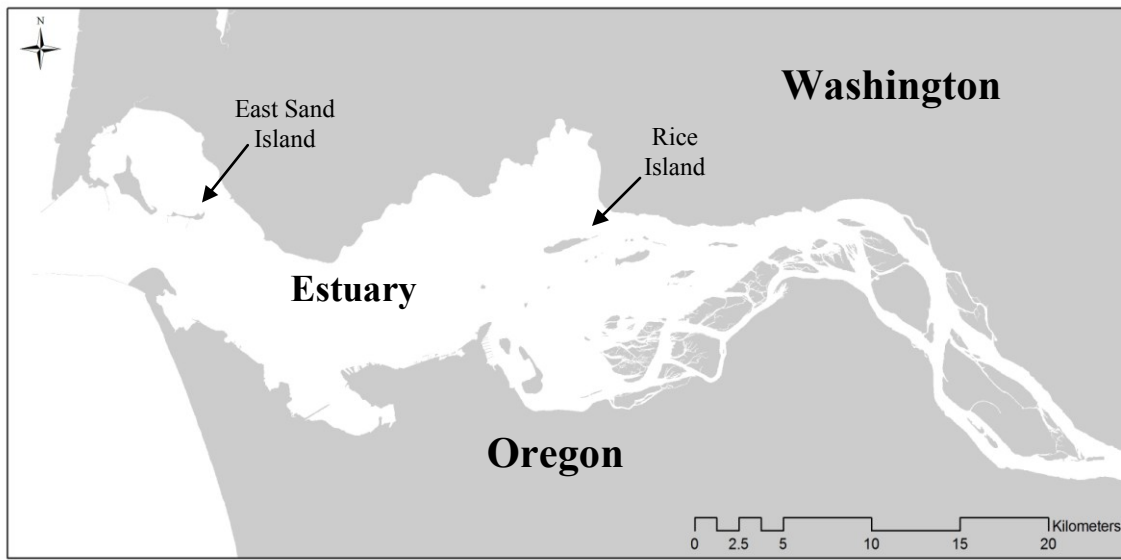 N
Washington
East Sand
Island
Rice
Island
Estuary
Oregon
Kilometers
0 2.5 5 10 15 20